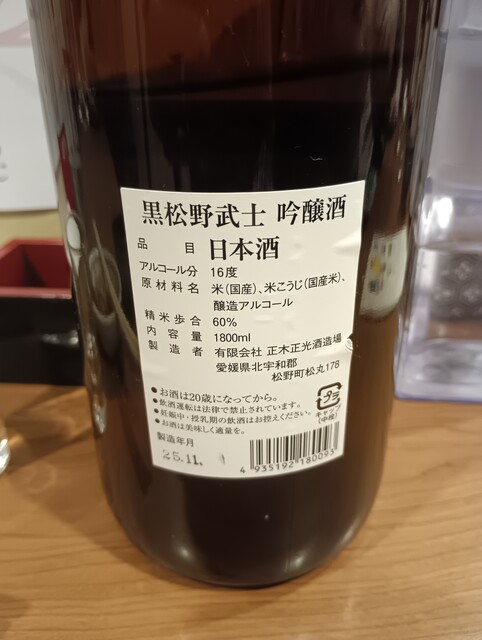 黒松野武士 吟醸酒
品目 日本酒
アルコール分 16度
原材料名 米(国産)、米こうじ(国産米)、
醸造アルコール
精米歩合 60%
内容量 1800ml
製造者 有限会社 正木正光酒造場
愛媛県北宇和郡
松野町松丸178
●お酒は20歳になってから。
●飲酒運転は法律で禁止されています。
●妊娠中・授乳期の飲酒はお控えください。
●お酒は美味しく適量を。
プラ
キャップ
(中栓)
製造年月
25.11.
4 935192 180093